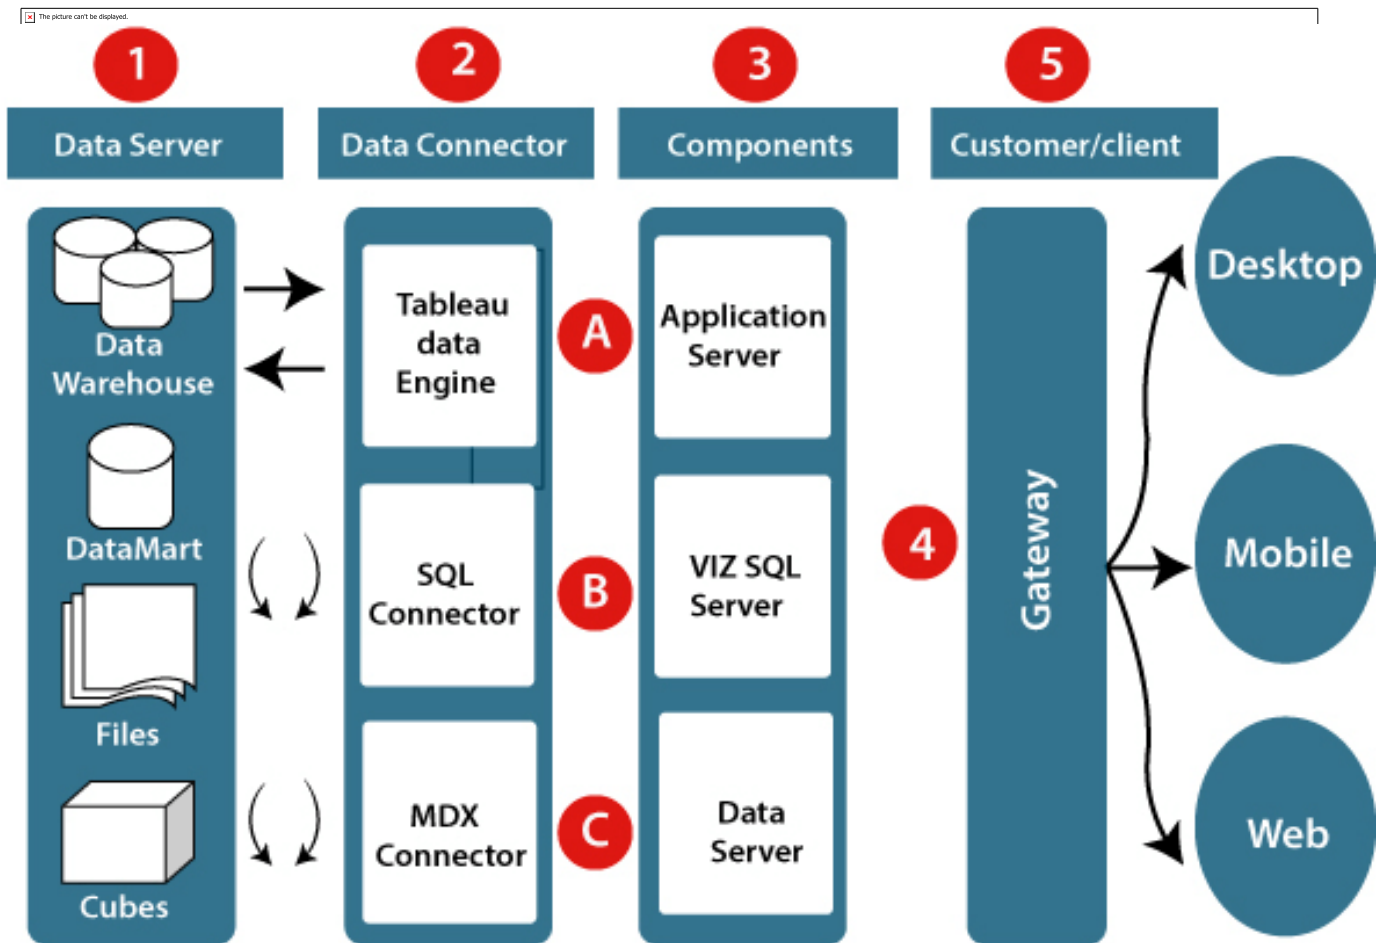 The picture can't be displayed.
1
2
3
5
Data Server
Data Connector
Components
Customer/client
Data
Warehouse
DataMart
Files
Cubes
Tableau
data
Engine
SQL
Connector
MDX
Connector
A
B
C
Application
Server
VIZ SQL
Server
Data
Server
4
Gateway
Desktop
Mobile
Web